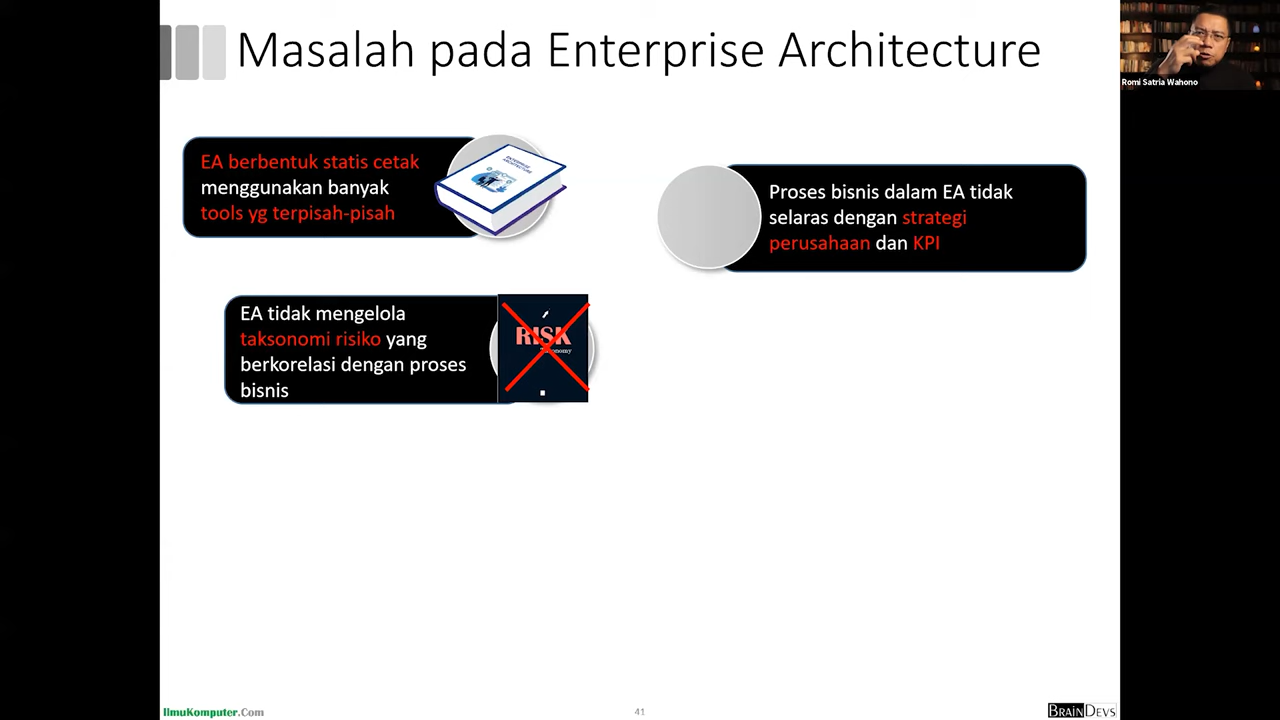 Masalah pada Enterprise Architecture
Romi Satria Wahono
EA berbentuk statis cetak
menggunakan banyak
tools yg terpisah-pisah
ENTERPRISE
ARCHITECTURE
Proses bisnis dalam EA tidak
selaras dengan strategi
perusahaan dan KPI
EA tidak mengelola
taksonomi risiko yang
berkorelasi dengan proses
bisnis
RISK
IlmuKomputer.Com
41
BRAINDEVS